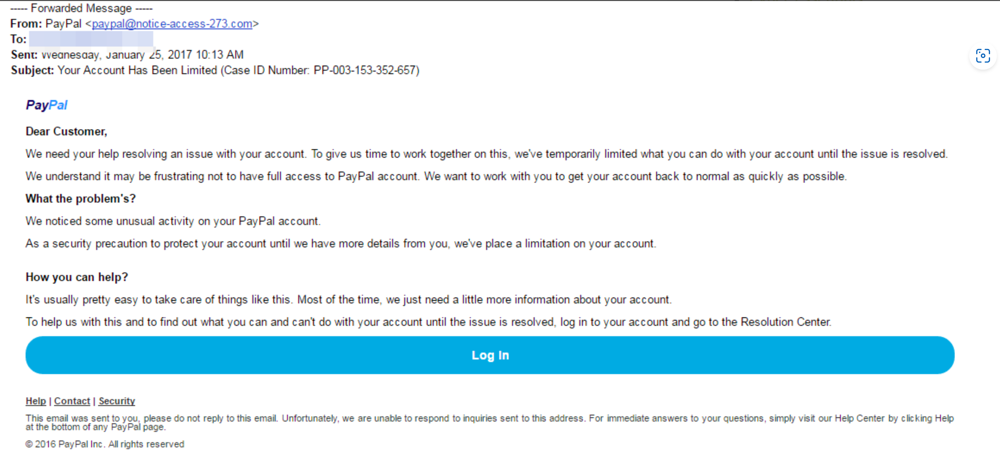 ----- Forwarded Message -----
From: PayPal <paypal@notice-access-273.com>
To:
Sent: Wednesday, January 25, 2017 10:13 AM
Subject: Your Account Has Been Limited (Case ID Number: PP-003-153-352-657)
PayPal
Dear Customer,
We need your help resolving an issue with your account. To give us time to work together on this, we've temporarily limited what you can do with your account until the issue is resolved.
We understand it may be frustrating not to have full access to PayPal account. We want to work with you to get your account back to normal as quickly as possible.
What the problem's?
We noticed some unusual activity on your PayPal account.
As a security precaution to protect your account until we have more details from you, we've place a limitation on your account.
How you can help?
It's usually pretty easy to take care of things like this. Most of the time, we just need a little more information about your account.
To help us with this and to find out what you can and can't do with your account until the issue is resolved, log in to your account and go to the Resolution Center.
Log In
Help | Contact | Security
This email was sent to you, please do not reply to this email. Unfortunately, we are unable to respond to inquiries sent to this address. For immediate answers to your questions, simply visit our Help Center by clicking Help
at the bottom of any PayPal page.
© 2016 PayPal Inc. All rights reserved